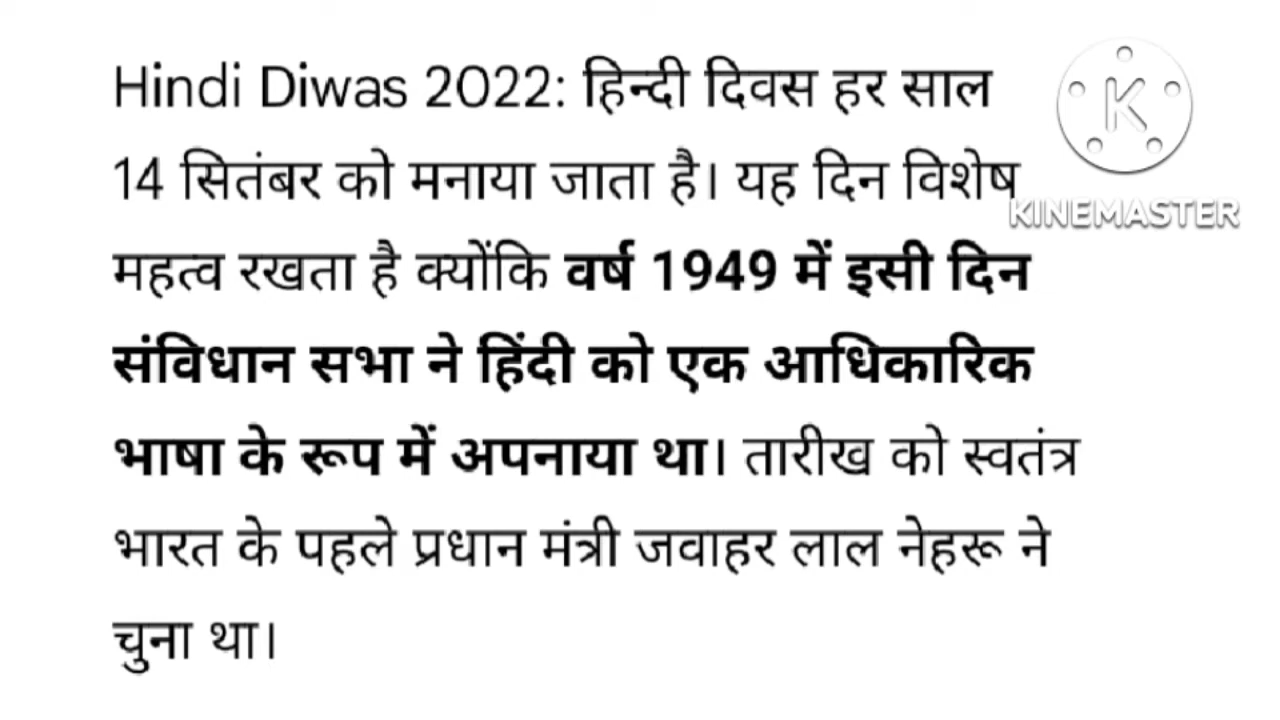 Hindi Diwas 2022: हिन्दी दिवस हर साल
14 सितंबर को मनाया जाता है। यह दिन विशेष
महत्व रखता है क्योंकि वर्ष 1949 में इसी दिन
संविधान सभा ने हिंदी को एक आधिकारिक
भाषा के रूप में अपनाया था। तारीख को स्वतंत्र
भारत के पहले प्रधान मंत्री जवाहर लाल नेहरू ने
चुना था।
K
KINEMASTER